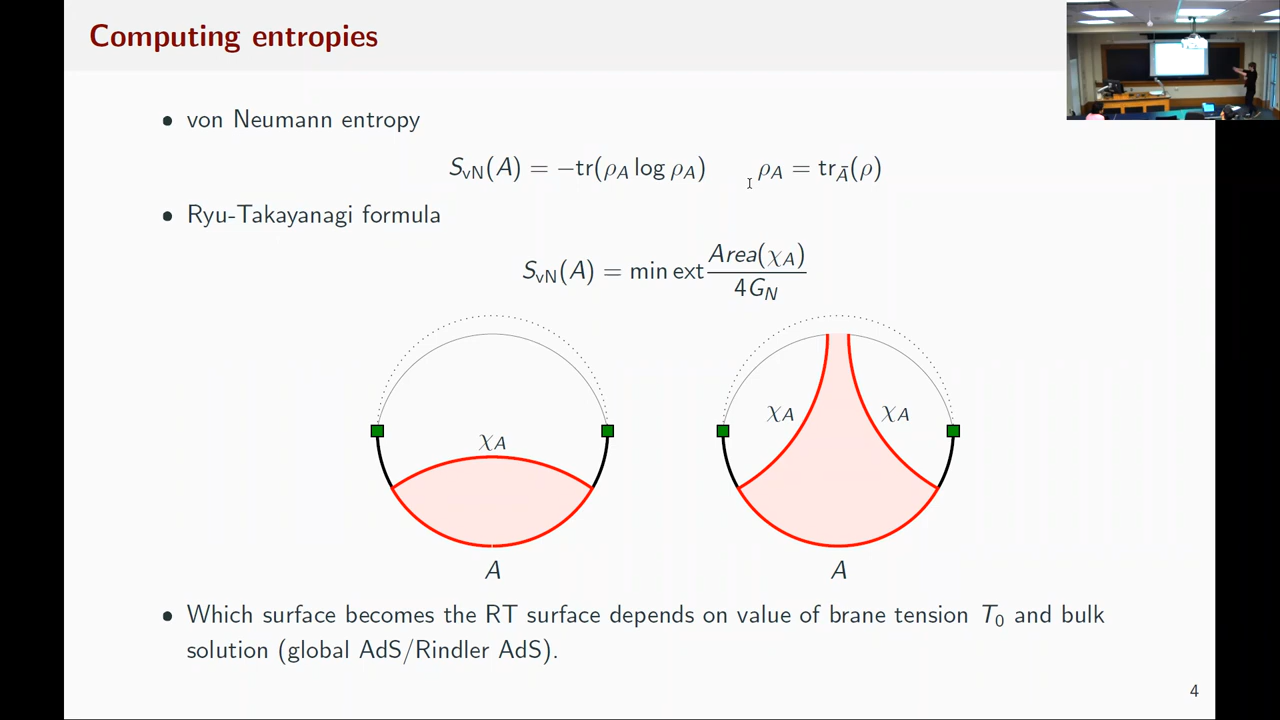 Computing entropies
• von Neumann entropy
S_vN(A) = −tr(ρ_A log ρ_A) ρ_A = tr_Ā(ρ)
• Ryu-Takayanagi formula
S_vN(A) = min ext Area(χ_A) / 4G_N
χ_A
χ_A χ_A
A A
• Which surface becomes the RT surface depends on value of brane tension T_0 and bulk
solution (global AdS/Rindler AdS).
4